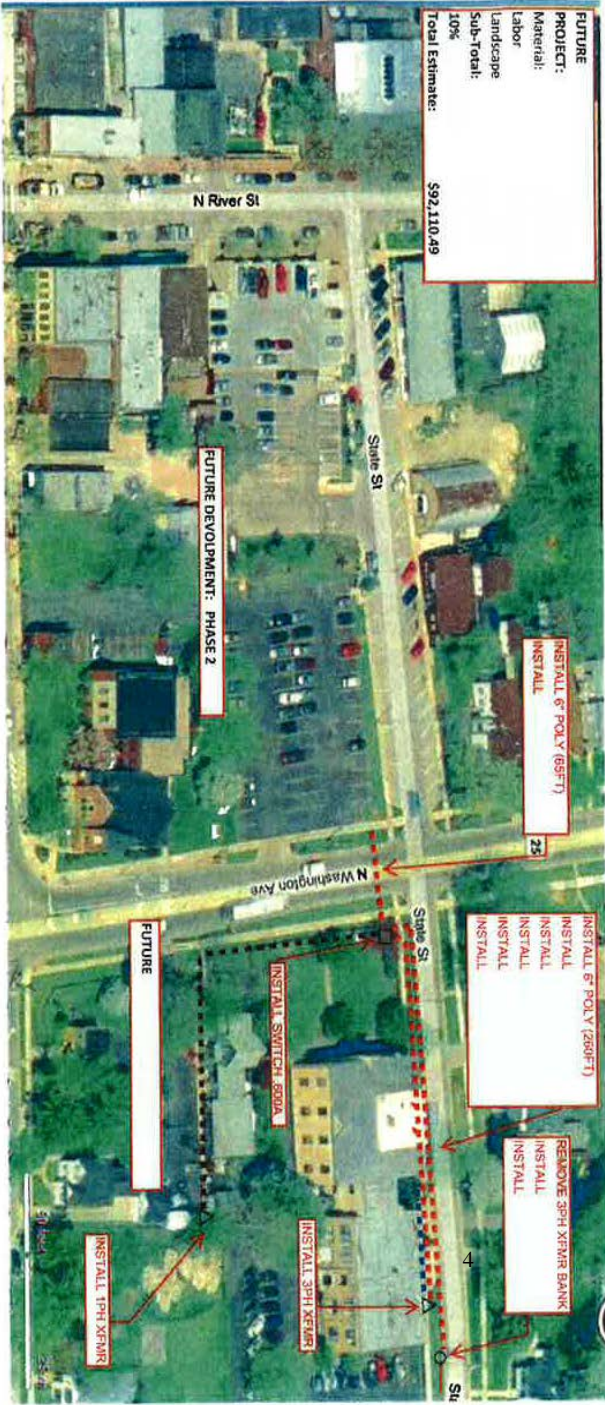 FUTURE
PROJECT:
Material:
Labor
Landscape
Sub-Total:
10%
Total Estimate: $92,110.49
N River St
State St
FUTURE DEVOLPMENT: PHASE 2
INSTALL 6" POLY (65FT)
INSTALL
25
N Washington Ave
State St
INSTALL 6" POLY (260FT)
INSTALL
INSTALL
INSTALL
INSTALL
INSTALL
REMOVE 3PH XFMR BANK
INSTALL
INSTALL
INSTALL SWITCH .600A
FUTURE
INSTALL 3PH XFMR
INSTALL 1PH XFMR
4
Sta